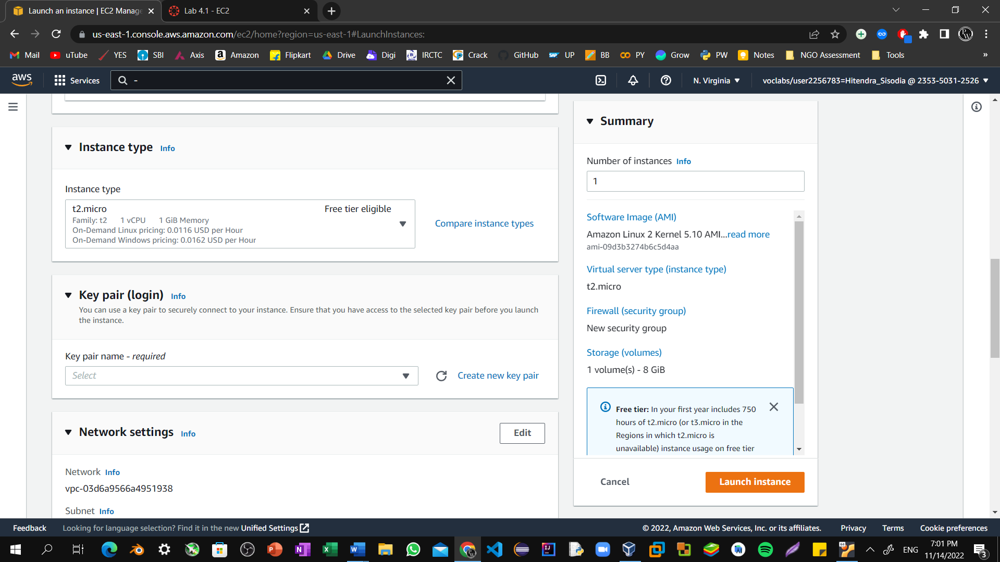 Launch an instance | EC2 Manage
Lab 4.1 - EC2
us-east-1.console.aws.amazon.com/ec2/home?region=us-east-1#LaunchInstances:
Mail
uTube
YES
SBI
Axis
Amazon
Flipkart
Drive
Digi
IRCTC
Crack
GitHub
UP
BB
PY
Grow
PW
Notes
NGO Assessment
Tools
»
aws
Services
-
N. Virginia
voclabs/user2256783=Hitendra_Sisodia @ 2353-5031-2526
Instance type Info
Instance type
t2.micro Free tier eligible
Family: t2 1 vCPU 1 GiB Memory
On-Demand Linux pricing: 0.0116 USD per Hour
On-Demand Windows pricing: 0.0162 USD per Hour
Compare instance types
Key pair (login) Info
You can use a key pair to securely connect to your instance. Ensure that you have access to the selected key pair before you launch
the instance.
Key pair name - required
Select
Create new key pair
Network settings Info
Edit
Network Info
vpc-03d6a9566a4951938
Subnet Info
Summary
Number of instances Info
1
Software Image (AMI)
Amazon Linux 2 Kernel 5.10 AMI...read more
ami-09d3b3274b6c5d4aa
Virtual server type (instance type)
t2.micro
Firewall (security group)
New security group
Storage (volumes)
1 volume(s) - 8 GiB
Free tier: In your first year includes 750
hours of t2.micro (or t3.micro in the
Regions in which t2.micro is
unavailable) instance usage on free tier
Cancel
Launch instance
Feedback
Looking for language selection? Find it in the new Unified Settings
© 2022, Amazon Web Services, Inc. or its affiliates.
Privacy
Terms
Cookie preferences
ENG
7:01 PM
11/14/2022
3